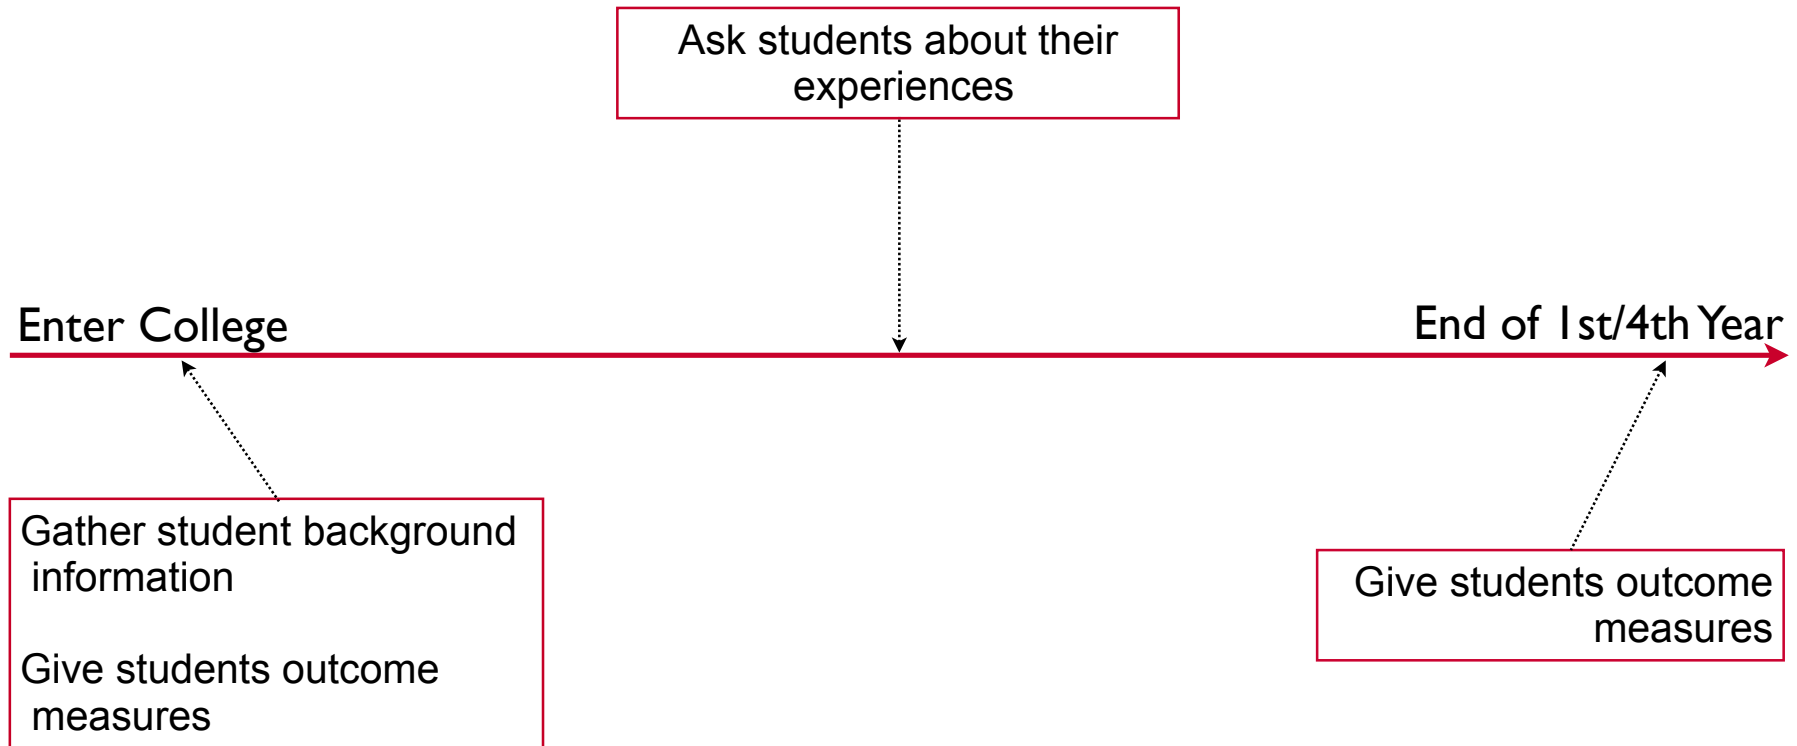 Ask students about their
experiences
Enter College
End of 1st/4th Year
Gather student background
information
Give students outcome
measures
Give students outcome
measures